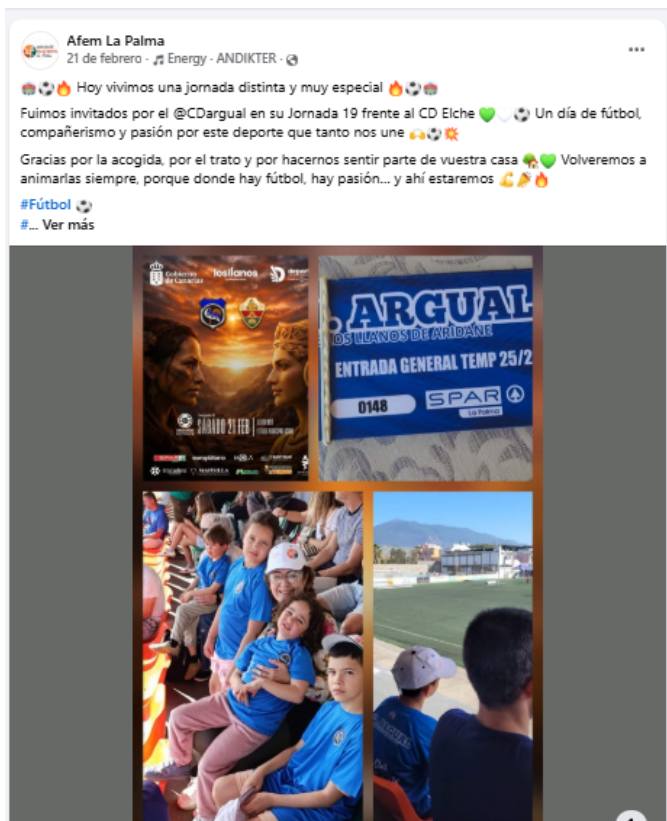 Afem La Palma
21 de febrero · Energy - ANDIKTER ·
Hoy vivimos una jornada distinta y muy especial
Fuimos invitados por el @CDargual en su Jornada 19 frente al CD Elche 💚🤍⚽ Un día de fútbol,
compañerismo y pasión por este deporte que tanto nos une
Gracias por la acogida, por el trato y por hacernos sentir parte de vuestra casa 🏡💚 Volveremos a
animarlas siempre, porque donde hay fútbol, hay pasión... y ahí estaremos 💪🎉🔥
#Fútbol ⚽
#... Ver más
Gobierno
de Canarias
los llanos
SÁBADO 21 FEB
SPAR
. ARGUAL
OS LLANOS DE ARIDANE
ENTRADA GENERAL TEMP 25/2
0148
SPAR
La Palma